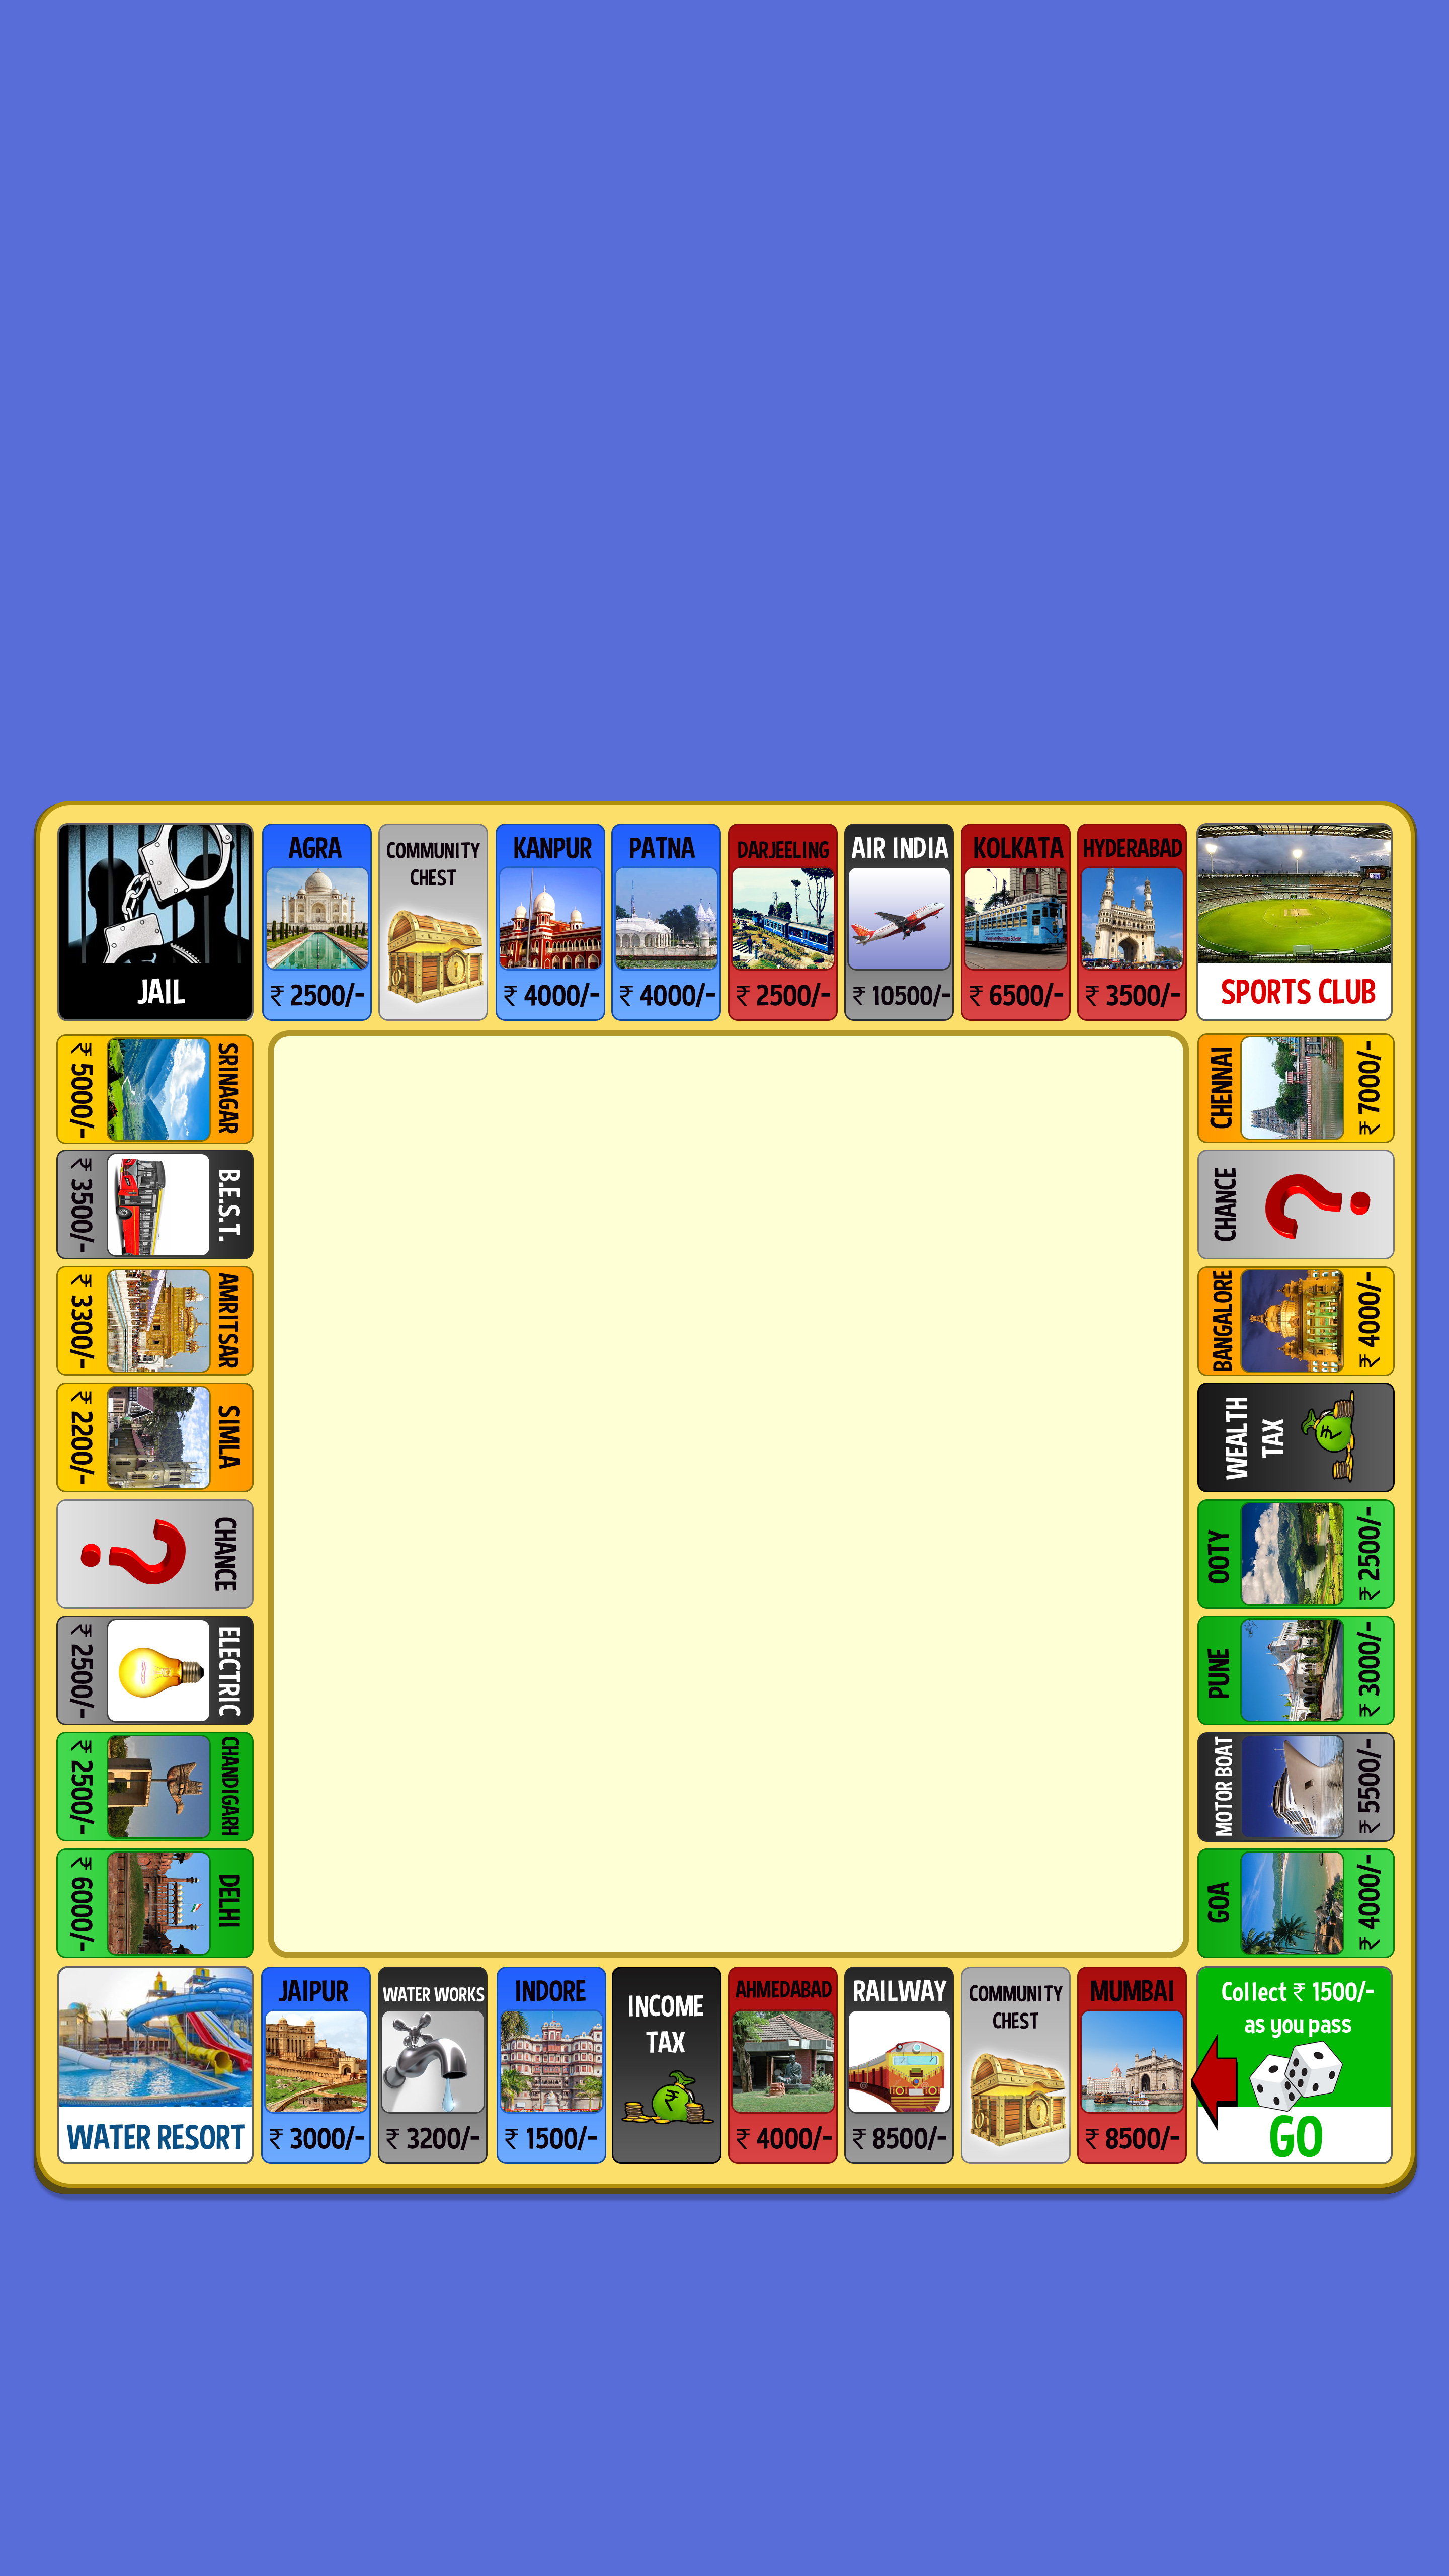 JAIL
AGRA
₹ 2500/-
COMMUNITY
CHEST
KANPUR
₹ 4000/-
PATNA
₹ 4000/-
DARJEELING
₹ 2500/-
AIR INDIA
₹ 10500/-
KOLKATA
₹ 6500/-
HYDERABAD
₹ 3500/-
SPORTS CLUB
CHENNAI
₹ 7000/-
CHANCE
?
BANGALORE
₹ 4000/-
WEALTH
TAX
₹
OOTY
₹ 2500/-
PUNE
₹ 3000/-
MOTOR BOAT
₹ 5500/-
GOA
₹ 4000/-
Collect ₹ 1500/-
as you pass
GO
MUMBAI
₹ 8500/-
COMMUNITY
CHEST
RAILWAY
₹ 8500/-
AHMEDABAD
₹ 4000/-
INCOME
TAX
₹
INDORE
₹ 1500/-
WATER WORKS
₹ 3200/-
JAIPUR
₹ 3000/-
WATER RESORT
DELHI
₹ 6000/-
CHANDIGARH
₹ 2500/-
ELECTRIC
₹ 2500/-
CHANCE
?
SIMLA
₹ 2200/-
AMRITSAR
₹ 3300/-
B.E.S.T.
₹ 3500/-
SRINAGAR
₹ 5000/-